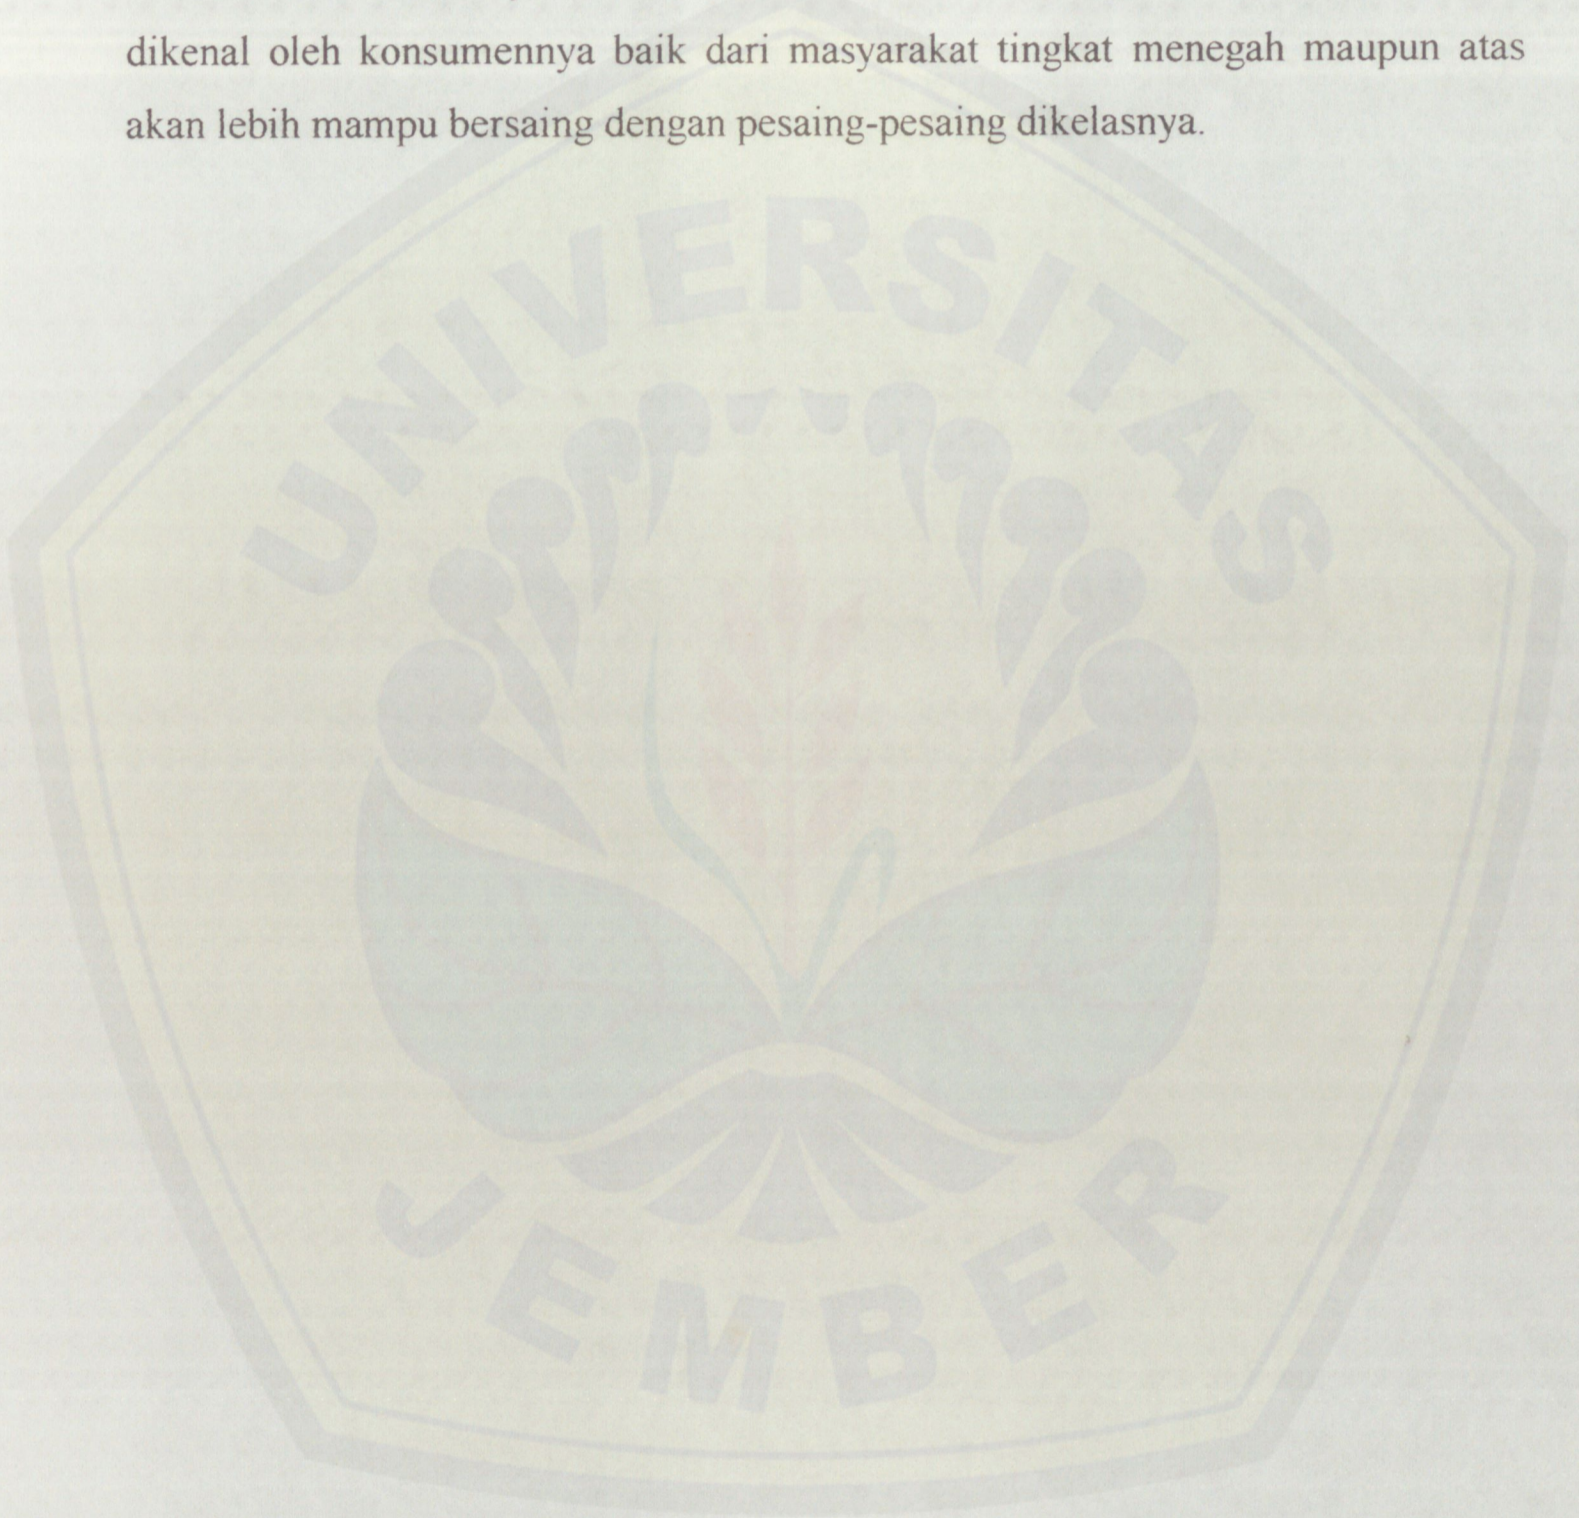 dikenal oleh konsumennya baik dari masyarakat tingkat menegah maupun atas
akan lebih mampu bersaing dengan pesaing-pesaing dikelasnya.
UNIVERSITAS
JEMBER